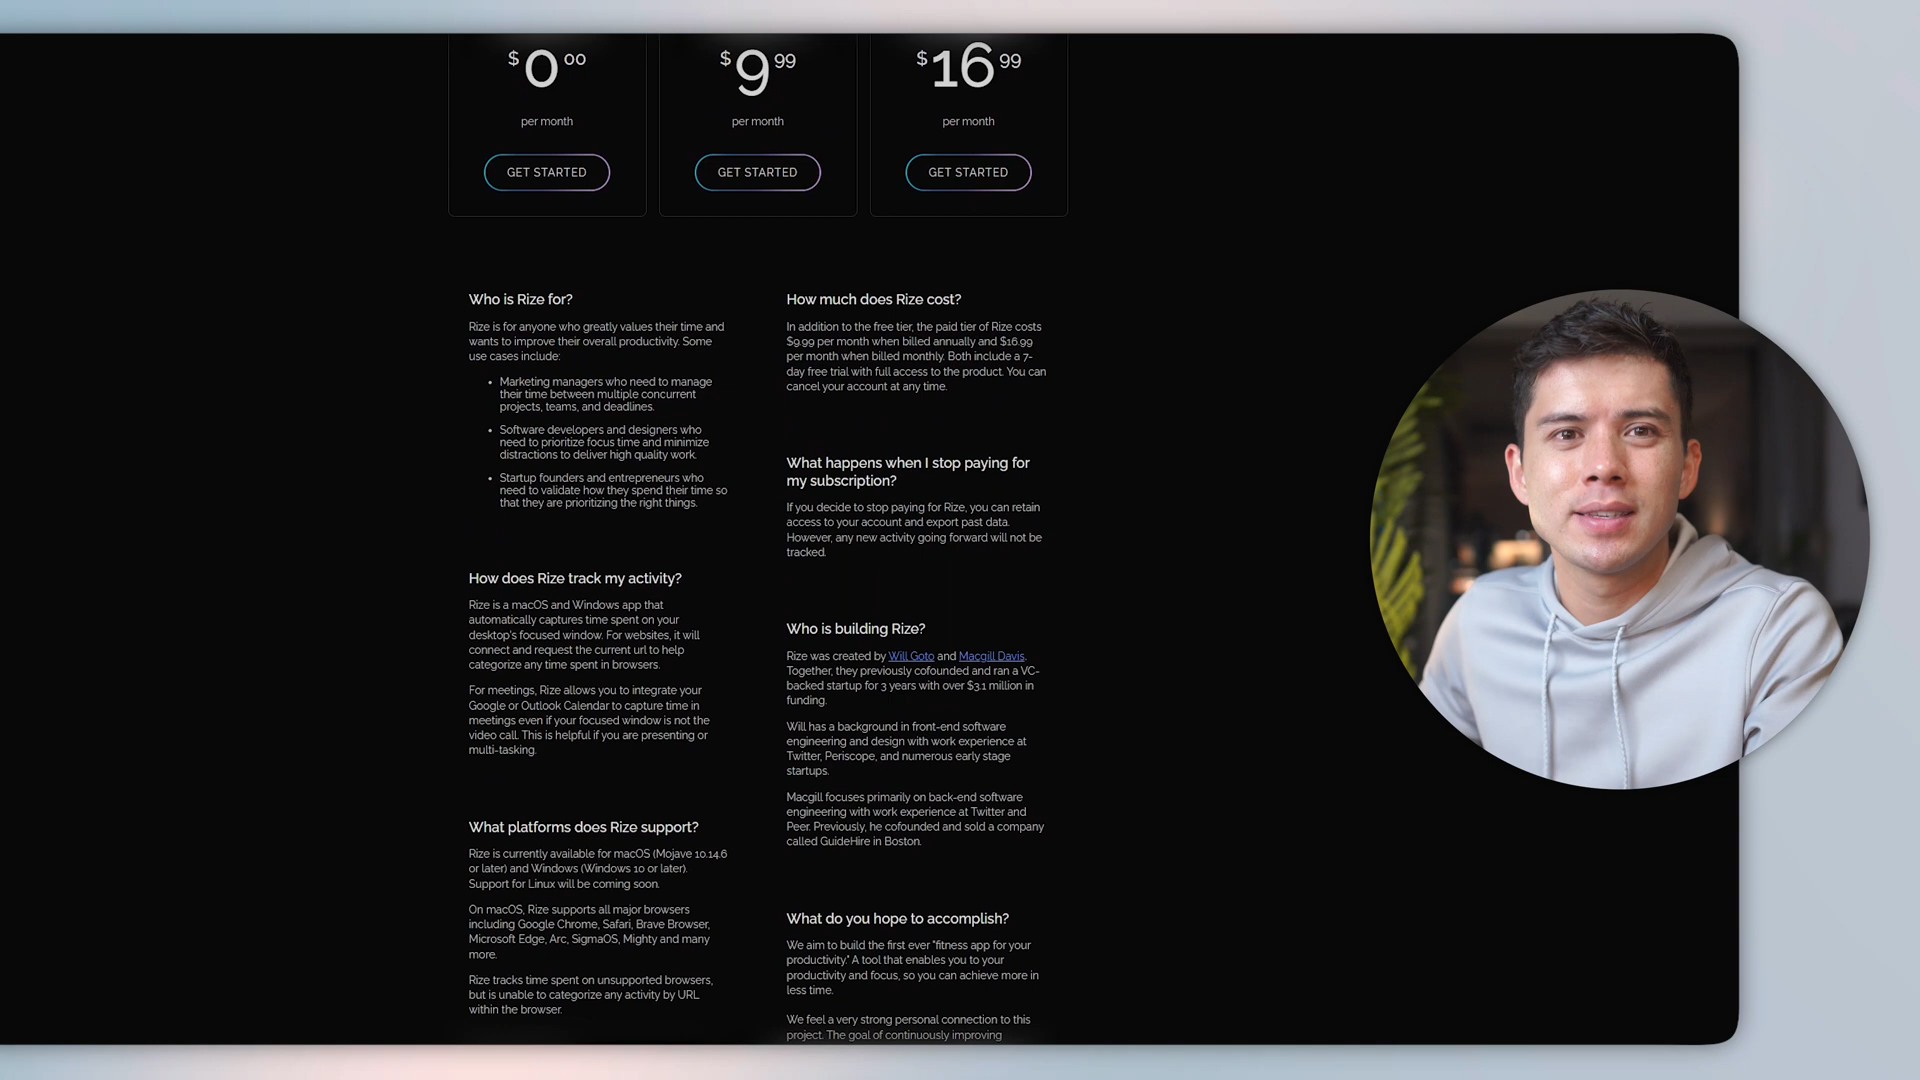 $0 00
$9 99
$16 99
per month
per month
per month
GET STARTED
GET STARTED
GET STARTED
Who is Rize for?
Rize is for anyone who greatly values their time and
wants to improve their overall productivity. Some
use cases include:
• Marketing managers who need to manage
their time between multiple concurrent
projects, teams, and deadlines.
• Software developers and designers who
need to prioritize focus time and minimize
distractions to deliver high quality work.
• Startup founders and entrepreneurs who
need to validate how they spend their time so
that they are prioritizing the right things.
How does Rize track my activity?
Rize is a macOS and Windows app that
automatically captures time spent on your
desktop's focused window. For websites, it will
connect and request the current url to help
categorize any time spent in browsers.
For meetings, Rize allows you to integrate your
Google or Outlook Calendar to capture time in
meetings even if your focused window is not the
video call. This is helpful if you are presenting or
multi-tasking.
What platforms does Rize support?
Rize is currently available for macOS (Mojave 10.14.6
or later) and Windows (Windows 10 or later).
Support for Linux will be coming soon.
On macOS, Rize supports all major browsers
including Google Chrome, Safari, Brave Browser,
Microsoft Edge, Arc, SigmaOS, Mighty and many
more.
Rize tracks time spent on unsupported browsers,
but is unable to categorize any activity by URL
within the browser.
How much does Rize cost?
In addition to the free tier, the paid tier of Rize costs
$9.99 per month when billed annually and $16.99
per month when billed monthly. Both include a 7-
day free trial with full access to the product. You can
cancel your account at any time.
What happens when I stop paying for
my subscription?
If you decide to stop paying for Rize, you can retain
access to your account and export past data.
However, any new activity going forward will not be
tracked.
Who is building Rize?
Rize was created by Will Goto and Macgill Davis.
Together, they previously cofounded and ran a VC-
backed startup for 3 years with over $3.1 million in
funding.
Will has a background in front-end software
engineering and design with work experience at
Twitter, Periscope, and numerous early stage
startups.
Macgill focuses primarily on back-end software
engineering with work experience at Twitter and
Peer. Previously, he cofounded and sold a company
called GuideHire in Boston.
What do you hope to accomplish?
We aim to build the first ever "fitness app for your
productivity." A tool that enables you to your
productivity and focus, so you can achieve more in
less time.
We feel a very strong personal connection to this
project. The goal of continuously improving